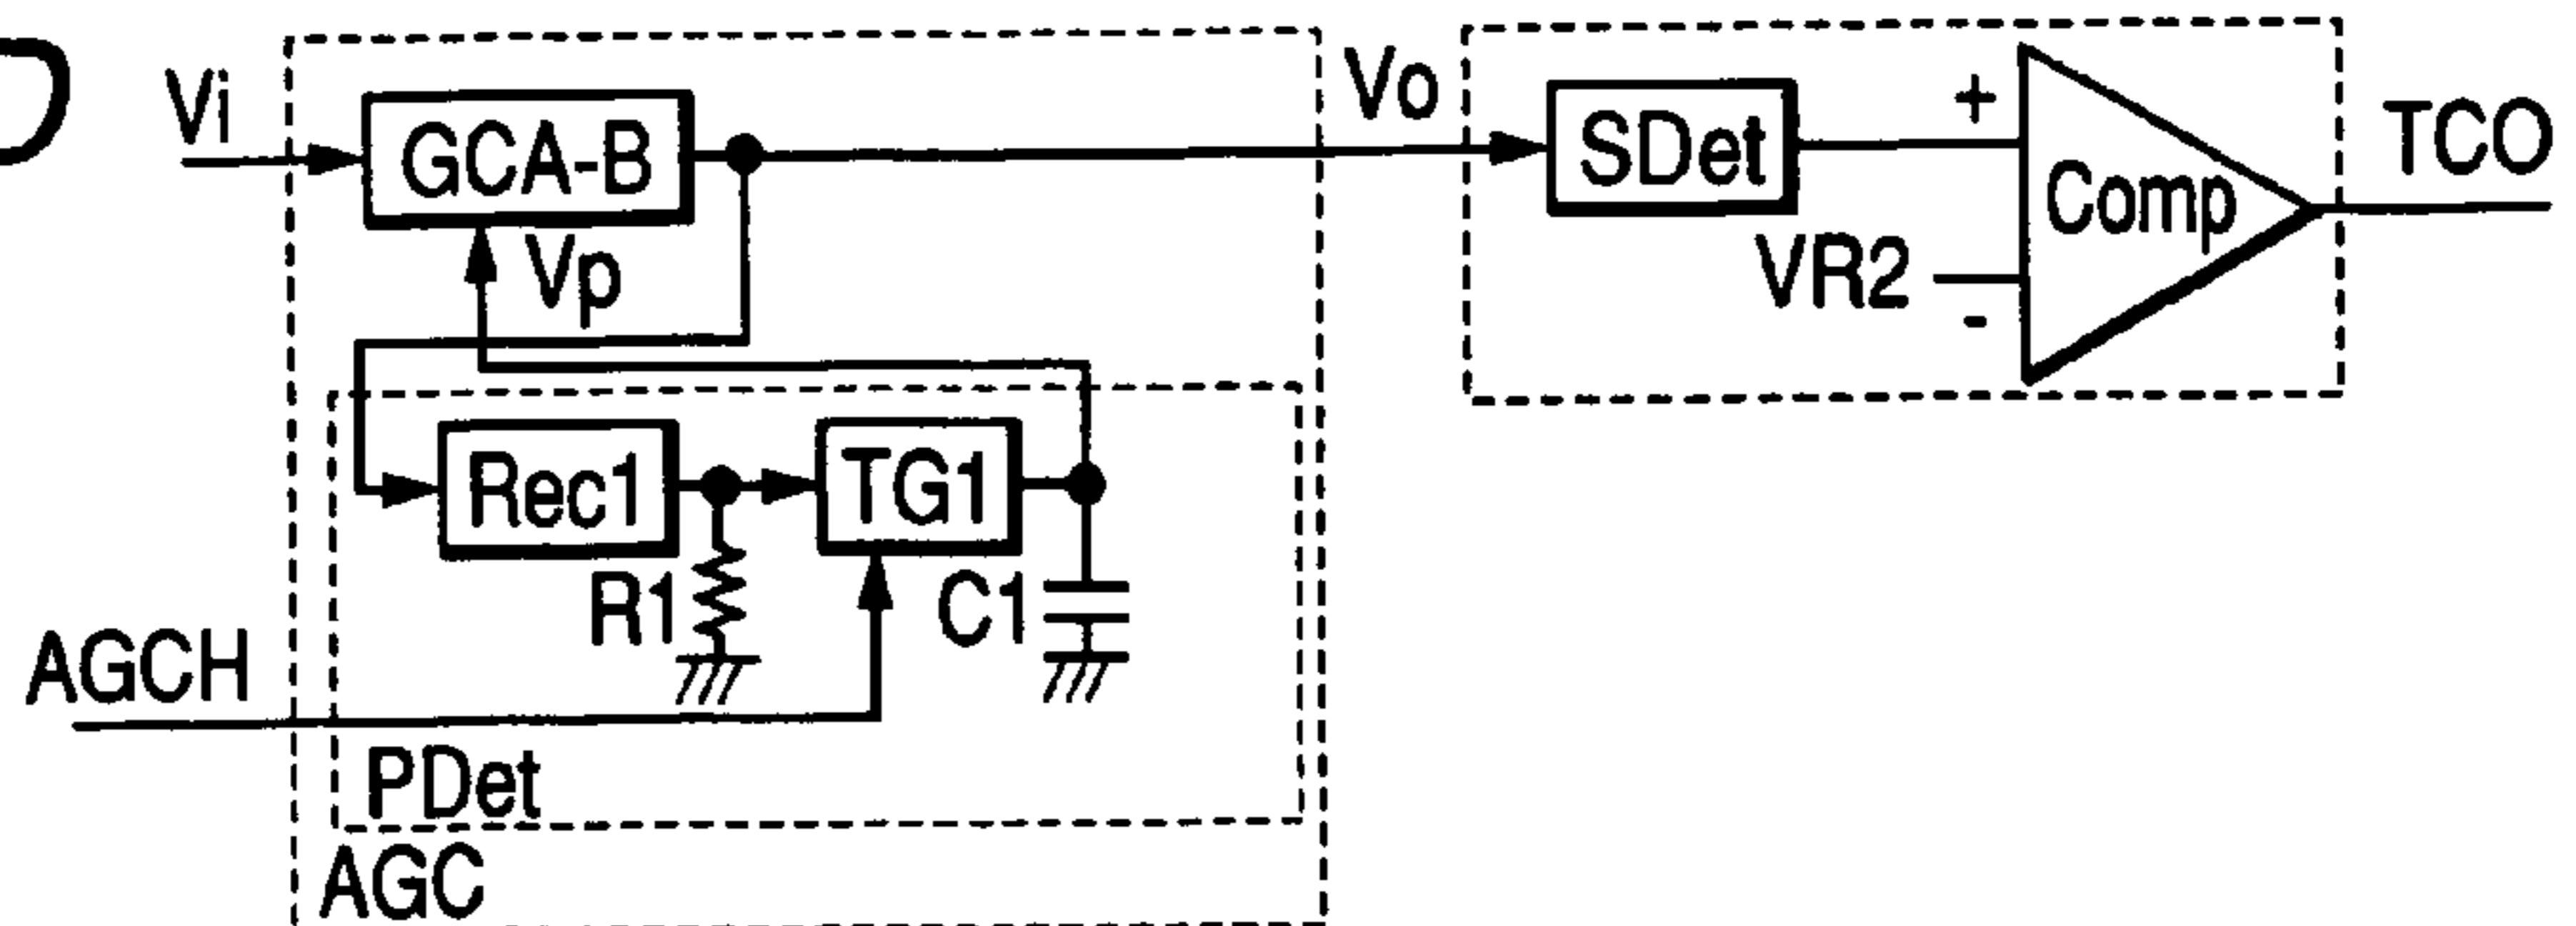 D
Vi
GCA-B
Vo
SDet
+
Comp
TCO
Vp
VR2
-
Rec1
TG1
R1
C1
AGCH
PDet
AGC